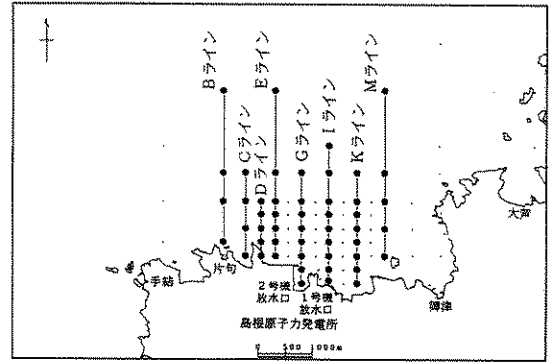 Bライン
Eライン
Mライン
Cライン
Dライン
Gライン
Iライン
Kライン
大芦
片句
手結
御津
2号機
放水口
1号機
放水口
島根原子力発電所
0 500 1000m